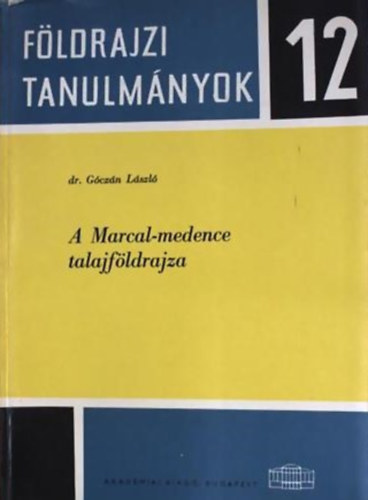 FÖLDRAJZI
TANULMÁNYOK
12
dr. Góczán László
A Marcal-medence
talajföldrajza
AKADÉMIAI KIADÓ, BUDAPEST